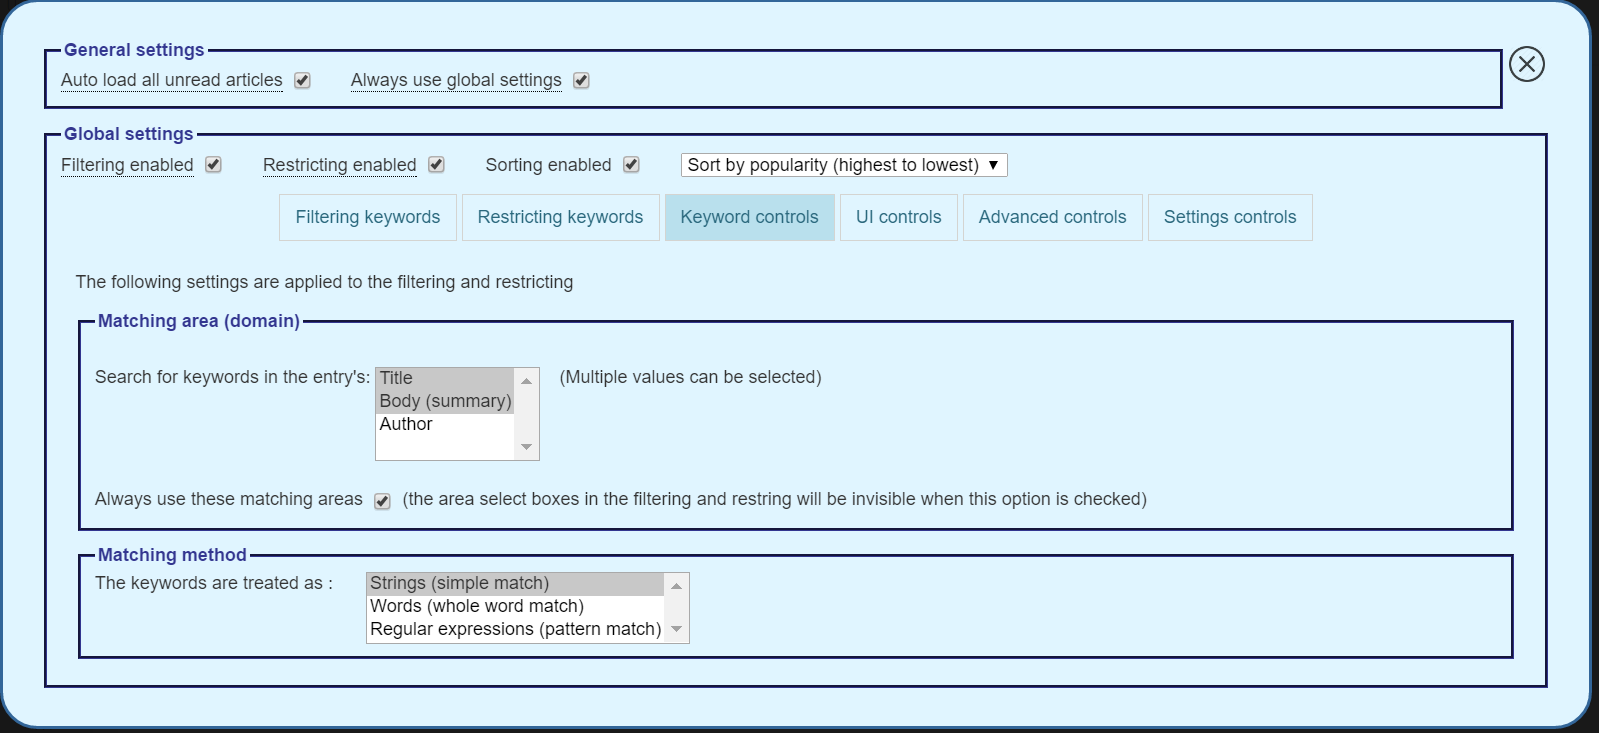 General settings
Auto load all unread articles Always use global settings
Global settings
Filtering enabled Restricting enabled Sorting enabled Sort by popularity (highest to lowest)
Filtering keywords Restricting keywords Keyword controls UI controls Advanced controls Settings controls
The following settings are applied to the filtering and restricting
Matching area (domain)
Search for keywords in the entry's: Title (Multiple values can be selected)
Body (summary)
Author
Always use these matching areas (the area select boxes in the filtering and restring will be invisible when this option is checked)
Matching method
The keywords are treated as : Strings (simple match)
Words (whole word match)
Regular expressions (pattern match)